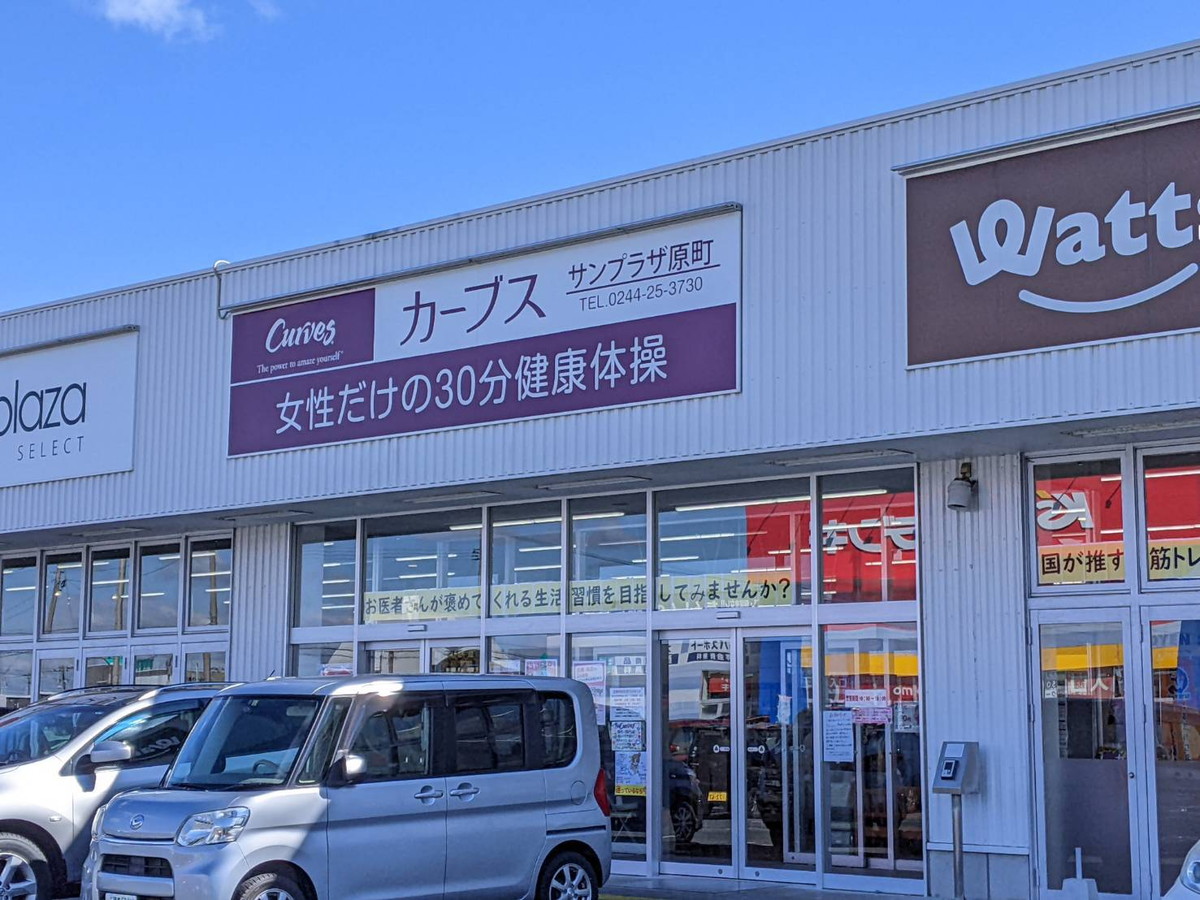 plaza
SELECT
Curves
The power to amaze yourself™
カーブス
サンプラザ原町
TEL.0244-25-3730
女性だけの30分健康体操
Watts
お医者さんが褒めてくれる生活習慣を目指してみませんか?
国が推す 筋トレ